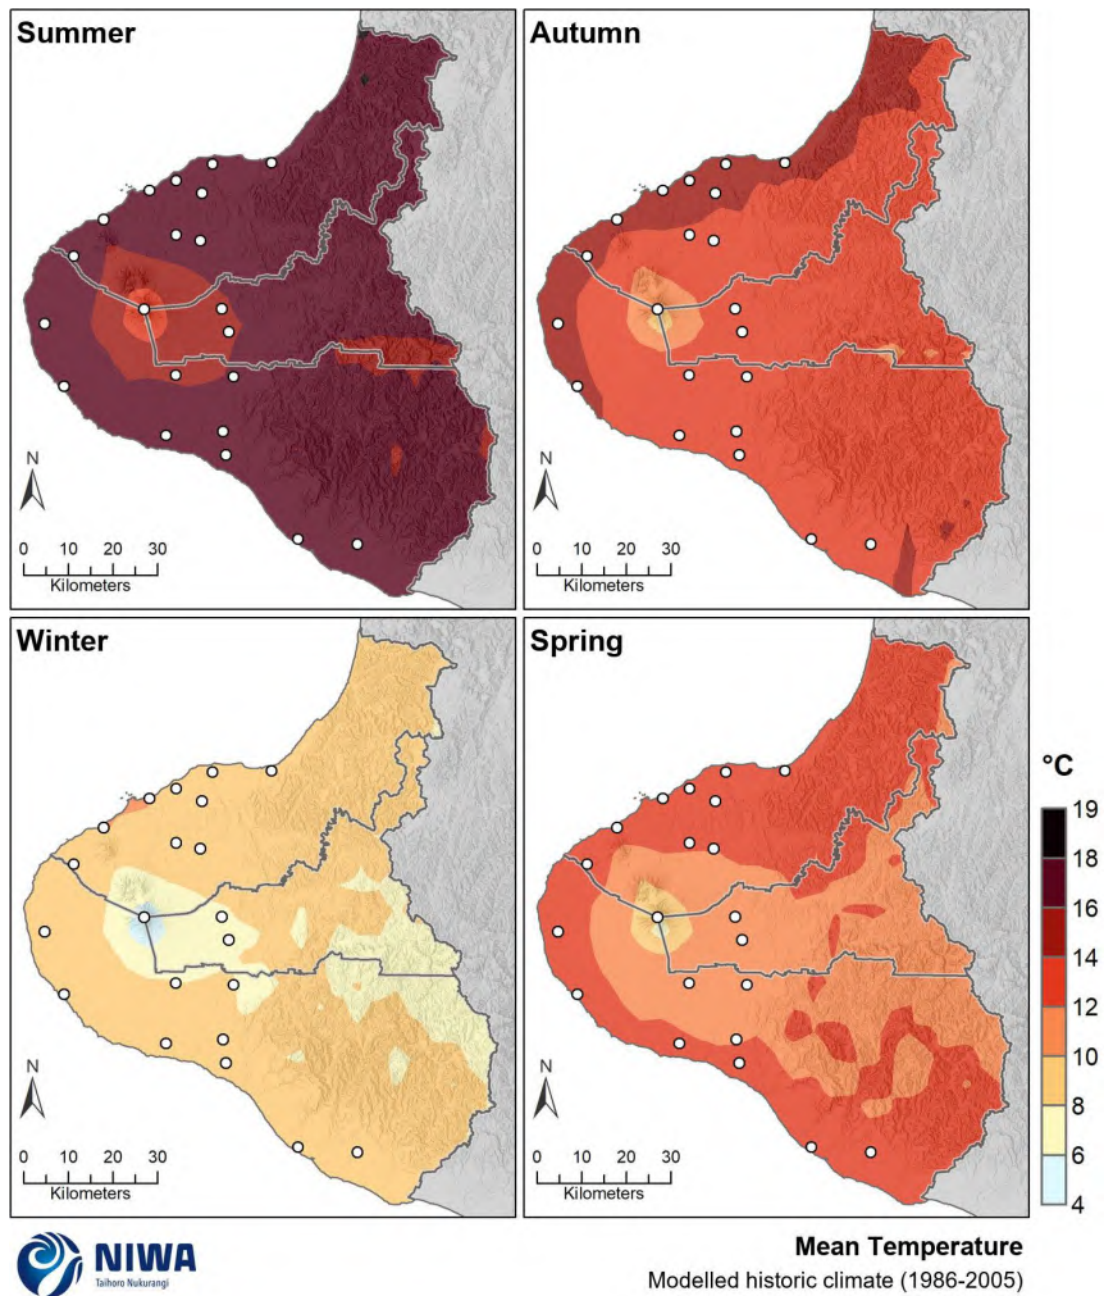 Summer
Autumn
N
0 10 20 30
Kilometers
N
0 10 20 30
Kilometers
Winter
Spring
N
0 10 20 30
Kilometers
N
0 10 20 30
Kilometers
°C
19
18
16
14
12
10
8
6
4
NIWA
Taihoro Nukurangi
Mean Temperature
Modelled historic climate (1986-2005)